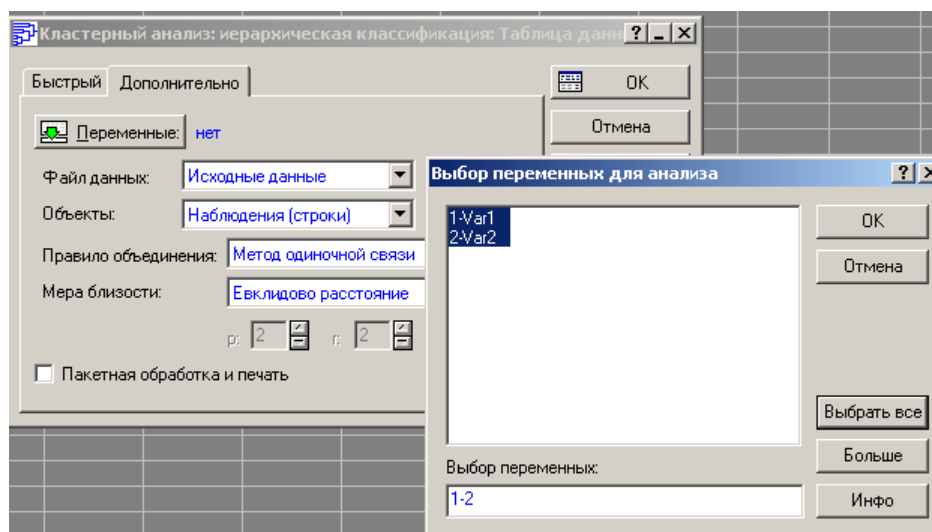 Кластерный анализ: иерархическая классификация: Таблица данн
Быстрый Дополнительно
OK
Отмена
Переменные: нет
Файл данных: Исходные данные
Объекты: Наблюдения (строки)
Правило объединения: Метод одиночной связи
Мера близости: Евклидово расстояние
p: 2 r: 2
Пакетная обработка и печать
Выбор переменных для анализа
1-Var1
2-Var2
OK
Отмена
Выбрать все
Больше
Инфо
Выбор переменных:
1-2